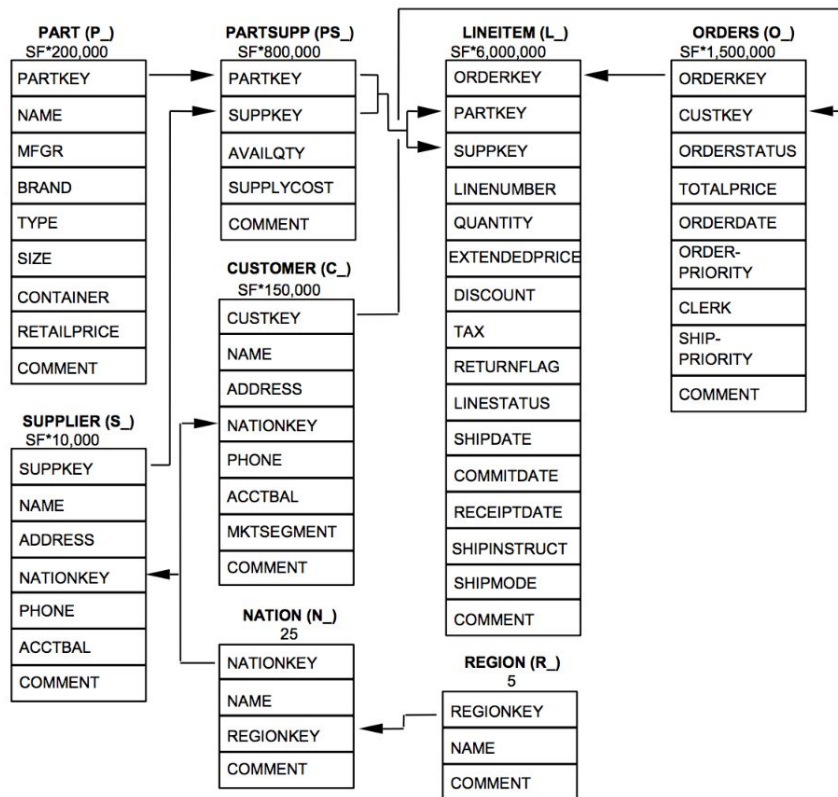 PART (P_)
SF*200,000
PARTKEY
NAME
MFGR
BRAND
TYPE
SIZE
CONTAINER
RETAILPRICE
COMMENT
SUPPLIER (S_)
SF*10,000
SUPPKEY
NAME
ADDRESS
NATIONKEY
PHONE
ACCTBAL
COMMENT
PARTSUPP (PS_)
SF*800,000
PARTKEY
SUPPKEY
AVAILQTY
SUPPLYCOST
COMMENT
CUSTOMER (C_)
SF*150,000
CUSTKEY
NAME
ADDRESS
NATIONKEY
PHONE
ACCTBAL
MKTSEGMENT
COMMENT
NATION (N_)
25
NATIONKEY
NAME
REGIONKEY
COMMENT
LINEITEM (L_)
SF*6,000,000
ORDERKEY
PARTKEY
SUPPKEY
LINENUMBER
QUANTITY
EXTENDEDPRICE
DISCOUNT
TAX
RETURNFLAG
LINESTATUS
SHIPDATE
COMMITDATE
RECEIPTDATE
SHIPINSTRUCT
SHIPMODE
COMMENT
REGION (R_)
5
REGIONKEY
NAME
COMMENT
ORDERS (O_)
SF*1,500,000
ORDERKEY
CUSTKEY
ORDERSTATUS
TOTALPRICE
ORDERDATE
ORDER-
PRIORITY
CLERK
SHIP-
PRIORITY
COMMENT